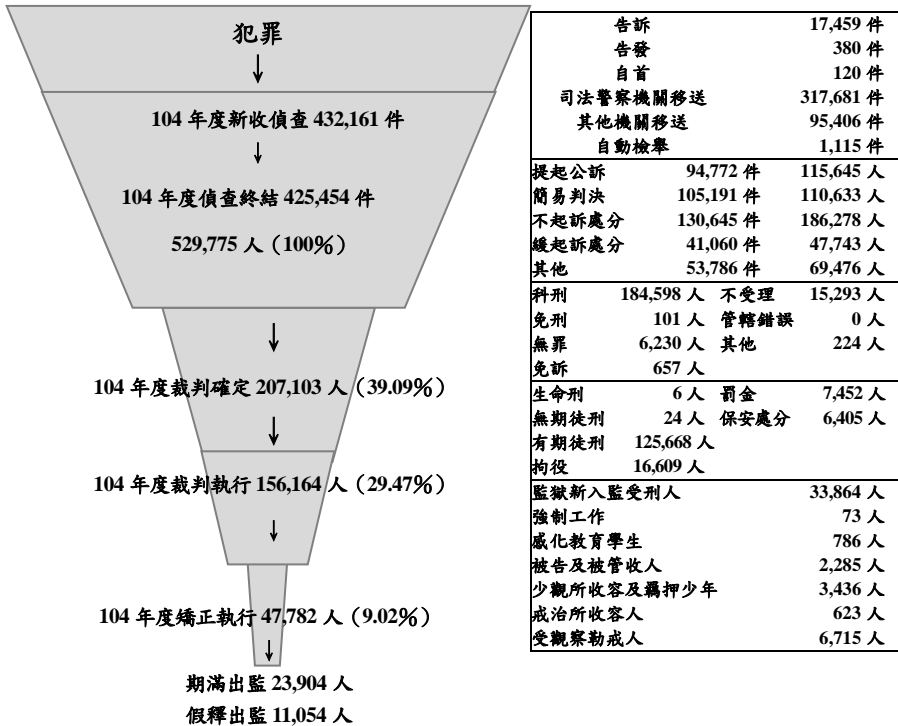 犯罪
↓
104 年度新收偵查 432,161 件
↓
104 年度偵查終結 425,454 件
529,775 人（100%）
↓
104 年度裁判確定 207,103 人（39.09%）
↓
104 年度裁判執行 156,164 人（29.47%）
↓
104 年度矯正執行 47,782 人（9.02%）
↓
期滿出監 23,904 人
假釋出監 11,054 人
告訴 17,459 件
告發 380 件
自首 120 件
司法警察機關移送 317,681 件
其他機關移送 95,406 件
自動檢舉 1,115 件
提起公訴 94,772 件 115,645 人
簡易判決 105,191 件 110,633 人
不起訴處分 130,645 件 186,278 人
緩起訴處分 41,060 件 47,743 人
其他 53,786 件 69,476 人
科刑 184,598 人 不受理 15,293 人
免刑 101 人 管轄錯誤 0 人
無罪 6,230 人 其他 224 人
免訴 657 人
生命刑 6 人 罰金 7,452 人
無期徒刑 24 人 保安處分 6,405 人
有期徒刑 125,668 人
拘役 16,609 人
監獄新入監受刑人 33,864 人
強制工作 73 人
感化教育學生 786 人
被告及被管收人 2,285 人
少觀所收容及羈押少年 3,436 人
戒治所收容人 623 人
受觀察勒戒人 6,715 人